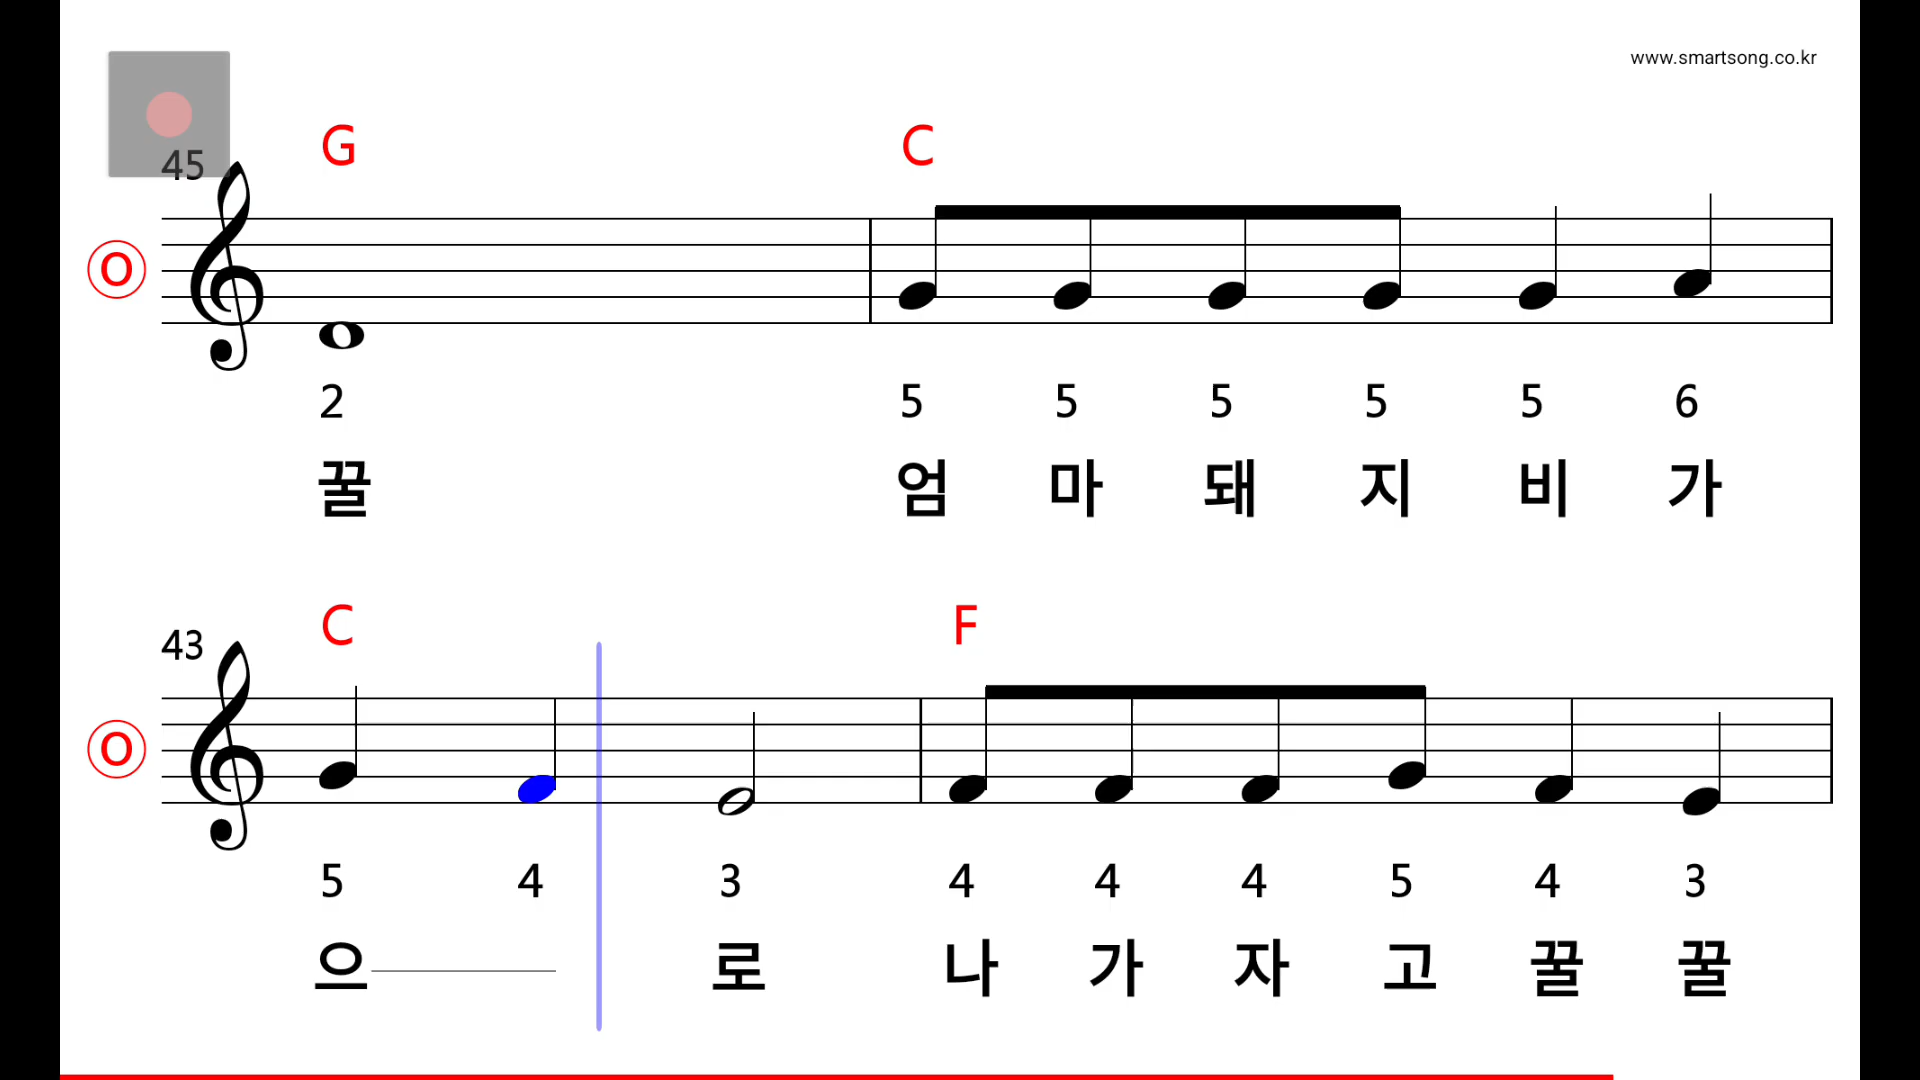 www.smartsong.co.kr
G C
45
O
2 5 5 5 5 5 6
꿀 엄 마 돼 지 비 가
C F
43
O
5 4 3 4 4 4 5 4 3
으 로 나 가 자 고 꿀 꿀